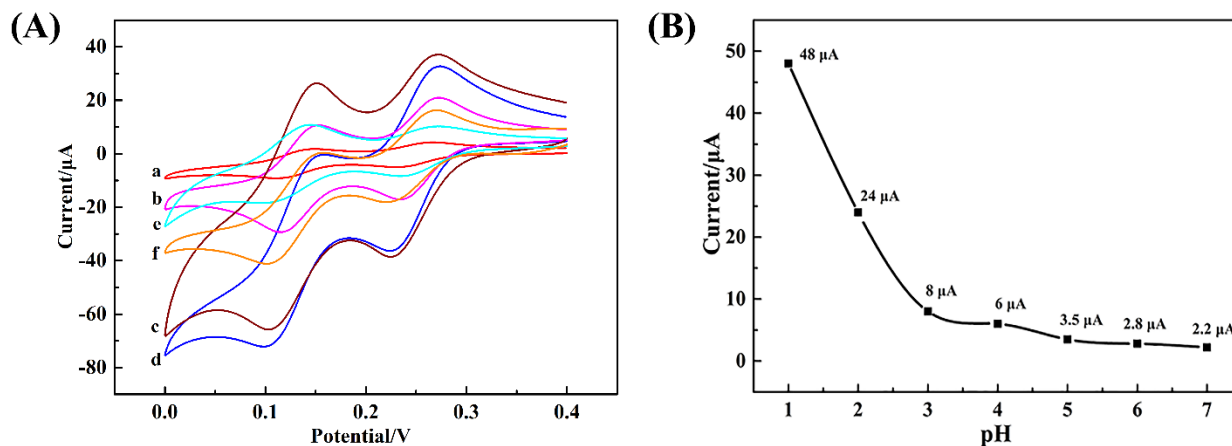 (A)
40
20
0
-20
-40
-60
-80
Current/μA
a
b
e
f
c
d
0.0 0.1 0.2 0.3 0.4
Potential/V
(B)
50
40
30
20
10
0
Current/μA
48 μA
24 μA
8 μA
6 μA
3.5 μA
2.8 μA
2.2 μA
1 2 3 4 5 6 7
pH